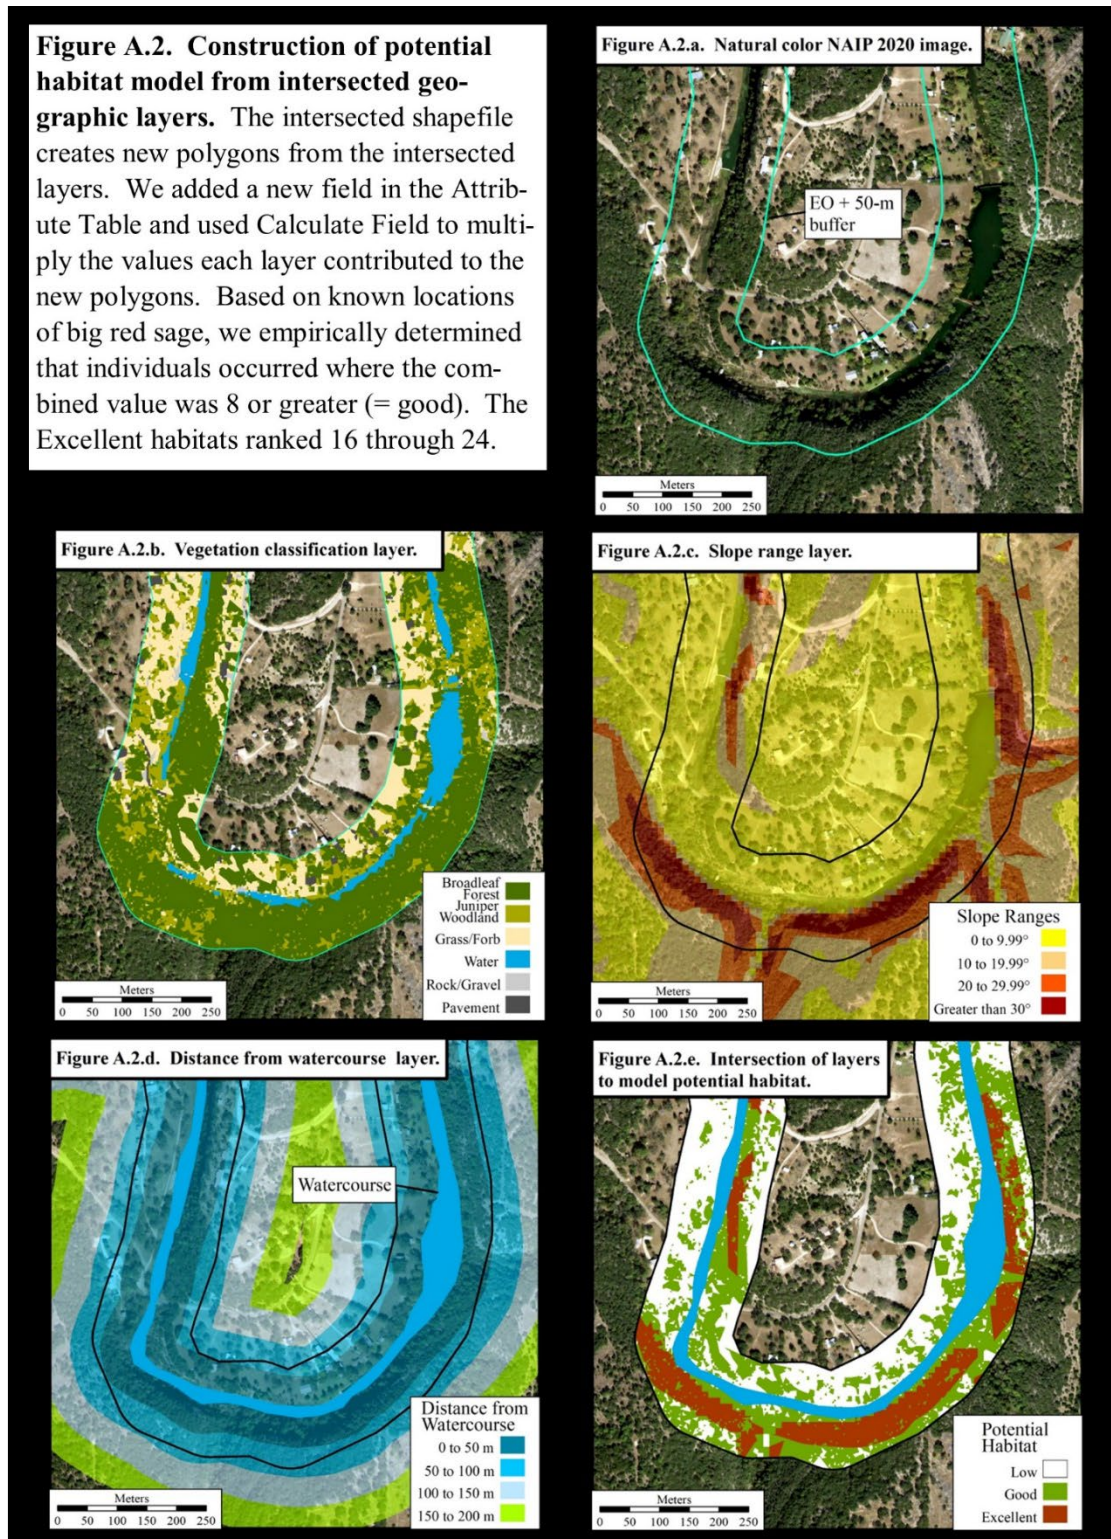 Figure A.2. Construction of potential
habitat model from intersected geo-
graphic layers. The intersected shapefile
creates new polygons from the intersected
layers. We added a new field in the Attrib-
ute Table and used Calculate Field to multi-
ply the values each layer contributed to the
new polygons. Based on known locations
of big red sage, we empirically determined
that individuals occurred where the com-
bined value was 8 or greater (= good). The
Excellent habitats ranked 16 through 24.
Figure A.2.a. Natural color NAIP 2020 image.
EO + 50-m
buffer
Meters
0 50 100 150 200 250
Figure A.2.b. Vegetation classification layer.
Broadleaf
Forest
Juniper
Woodland
Grass/Forb
Water
Rock/Gravel
Pavement
Meters
0 50 100 150 200 250
Figure A.2.c. Slope range layer.
Slope Ranges
0 to 9.99°
10 to 19.99°
20 to 29.99°
Greater than 30°
Meters
0 50 100 150 200 250
Figure A.2.d. Distance from watercourse layer.
Watercourse
Distance from
Watercourse
0 to 50 m
50 to 100 m
100 to 150 m
150 to 200 m
Meters
0 50 100 150 200 250
Figure A.2.e. Intersection of layers
to model potential habitat.
Potential
Habitat
Low
Good
Excellent
Meters
0 50 100 150 200 250